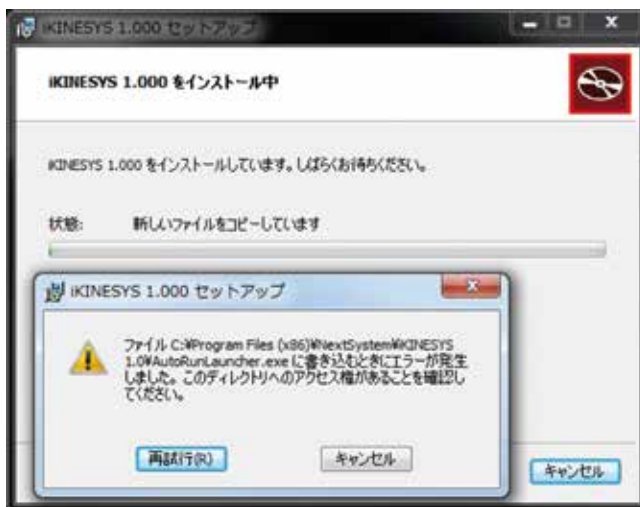 iKINESYS 1.000 セットアップ
iKINESYS 1.000 をインストール中
iKINESYS 1.000 をインストールしています。しばらくお待ちください。
状態: 新しいファイルをコピーしています
iKINESYS 1.000 セットアップ
ファイル C:¥Program Files (x86)¥NextSystem¥iKINESYS
1.0¥AutoRunLauncher.exe に書き込むときにエラーが発生
しました。このディレクトリへのアクセス権があることを確認し
てください。
再試行(R) キャンセル
キャンセル